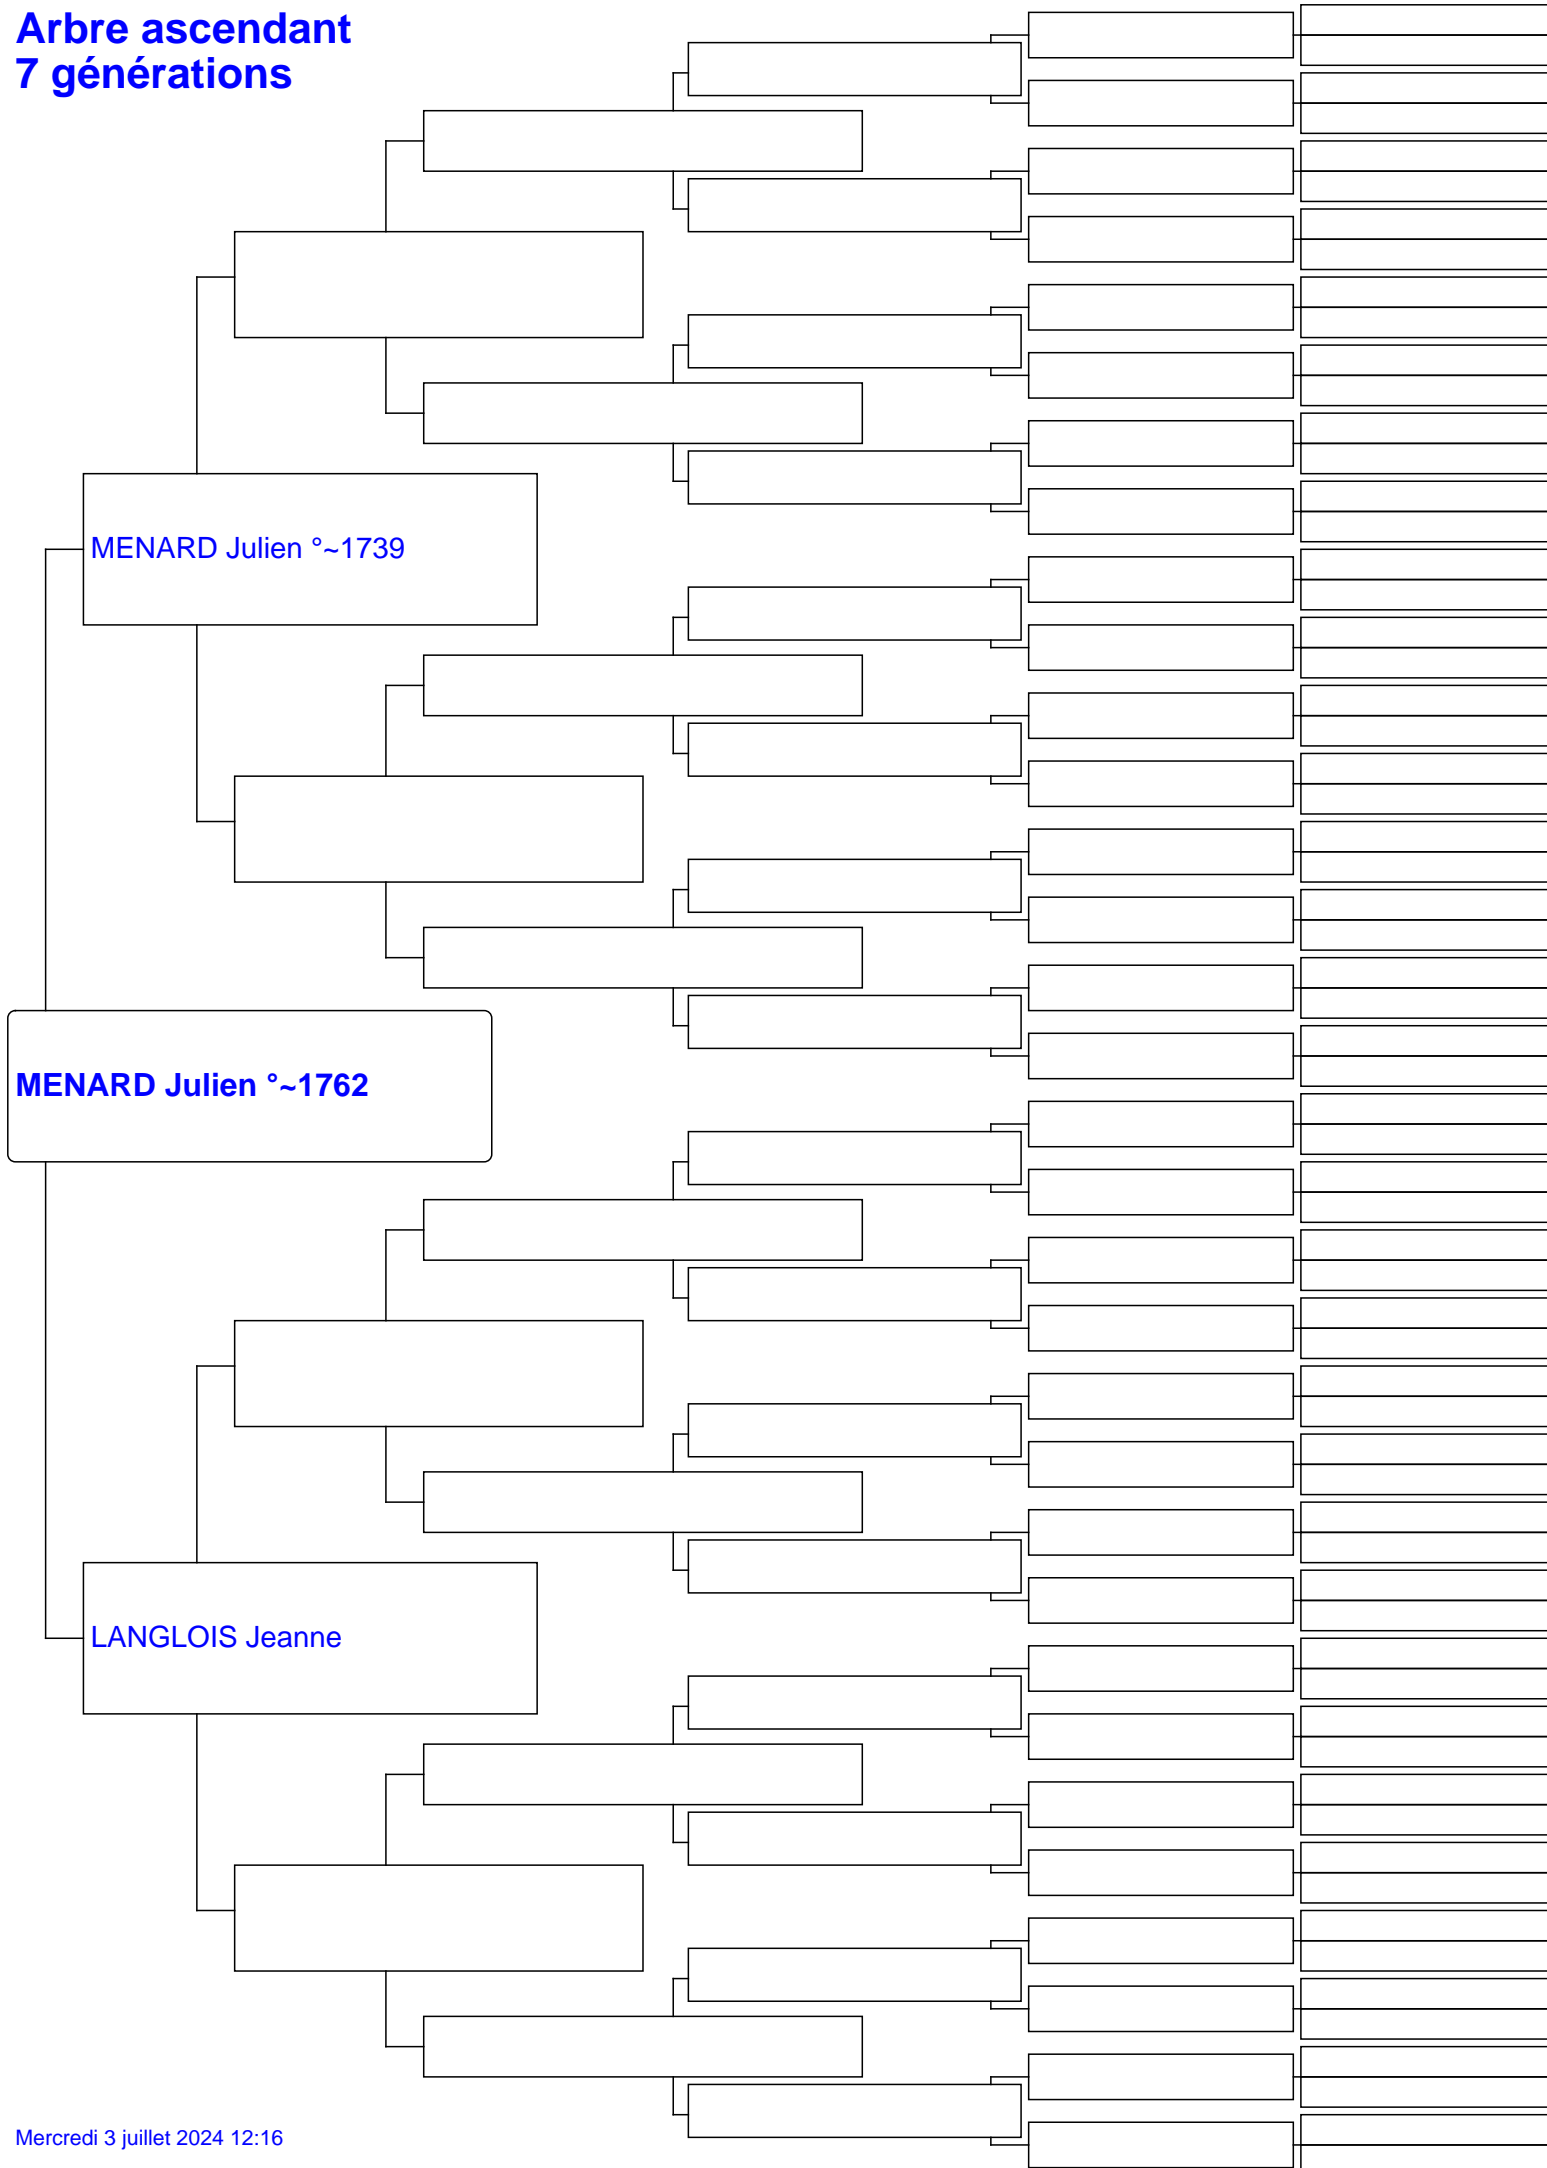 Arbre ascendant
7 générations
MENARD Julien °~1739
MENARD Julien °~1762
LANGLOIS Jeanne
Mercredi 3 juillet 2024 12:16